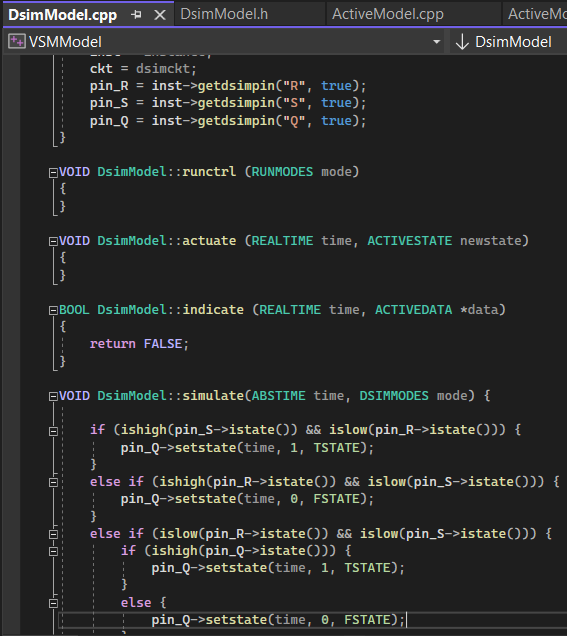 DsimModel.cpp DsimModel.h ActiveModel.cpp ActiveM
VSMModel DsimModel
ckt = dsimckt;
pin_R = inst->getdsimpin("R", true);
pin_S = inst->getdsimpin("S", true);
pin_Q = inst->getdsimpin("Q", true);
}
VOID DsimModel::runctrl (RUNMODES mode)
{
}
VOID DsimModel::actuate (REALTIME time, ACTIVESTATE newstate)
{
}
BOOL DsimModel::indicate (REALTIME time, ACTIVEDATA *data)
{
return FALSE;
}
VOID DsimModel::simulate(ABSTIME time, DSIMMODES mode) {
if (ishigh(pin_S->istate()) && islow(pin_R->istate())) {
pin_Q->setstate(time, 1, TSTATE);
}
else if (ishigh(pin_R->istate()) && islow(pin_S->istate())) {
pin_Q->setstate(time, 0, FSTATE);
}
else if (islow(pin_R->istate()) && islow(pin_S->istate())) {
if (ishigh(pin_Q->istate())) {
pin_Q->setstate(time, 1, TSTATE);
}
else {
pin_Q->setstate(time, 0, FSTATE);